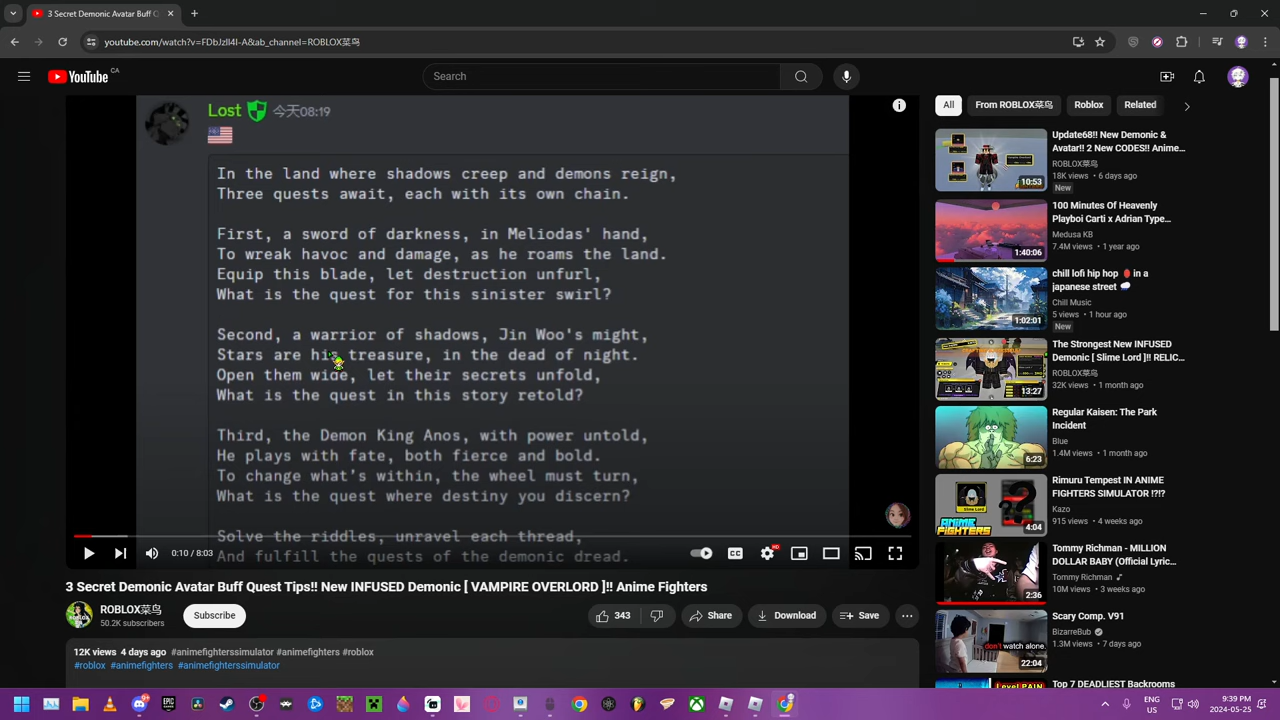 3 Secret Demonic Avatar Buff Qu
youtube.com/watch?v=FDbJzlI4I-A&ab_channel=ROBLOX菜鸟
YouTube CA
Search
Lost 今天08:19
In the land where shadows creep and demons reign,
Three quests await, each with its own chain.
First, a sword of darkness, in Meliodas' hand,
To wreak havoc and damage, as he roams the land.
Equip this blade, let destruction unfurl,
What is the quest for this sinister swirl?
Second, of shadows, Jin Woo's might,
treasure, in the dead of night.
Open them wide, let their secrets unfold,
What is story told?
Third, the Demon King Anos, with power untold,
He plays with fate, both fierce and bold.
To change what's within, the wheel must turn,
What is the quest where destiny you discern?
Solve riddles, unlock each thread,
And fulfill the quests of the demonic dread.
0:10 / 8:03
CC
HD
3 Secret Demonic Avatar Buff Quest Tips!! New INFUSED Demonic [ VAMPIRE OVERLORD ]!! Anime Fighters
ROBLOX菜鸟
50.2K subscribers
Subscribe
343
Share
Download
Save
12K views 4 days ago #animefighterssimulator #animefighters #roblox
#roblox #animefighters #animefighterssimulator
All
From ROBLOX菜鸟
Roblox
Related
Update68!! New Demonic &
Avatar!! 2 New CODES!! Anime...
ROBLOX菜鸟
18K views • 6 days ago
New
10:53
100 Minutes Of Heavenly
Playboi Carti x Adrian Type...
Medusa KB
7.4M views • 1 year ago
1:40:06
chill lofi hip hop in a
japanese street
Chill Music
5 views • 1 hour ago
New
1:02:01
The Strongest New INFUSED
Demonic [ Slime Lord ]!! RELIC...
ROBLOX菜鸟
32K views • 1 month ago
13:27
Regular Kaisen: The Park
Incident
Blue
1.4M views • 1 month ago
6:23
Rimuru Tempest IN ANIME
FIGHTERS SIMULATOR !?!?
Kazo
915 views • 4 weeks ago
ANIME
FIGHTERS
4:04
Tommy Richman - MILLION
DOLLAR BABY (Official Lyric...
Tommy Richman
10M views • 3 weeks ago
2:36
Scary Comp. V91
BizarreBub
1.3M views • 7 days ago
don't watch alone.
22:04
Top 7 DEADLIEST Backrooms
Level PAIN
ENG
US
9:39 PM
2024-05-25